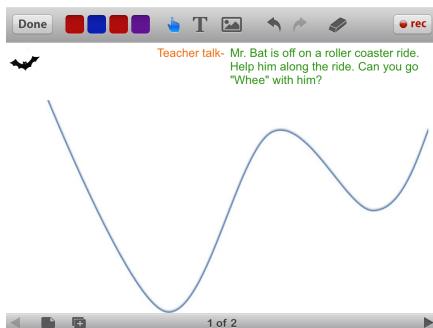 Done T rec
Teacher talk- Mr. Bat is off on a roller coaster ride.
Help him along the ride. Can you go
"Whee" with him?
1 of 2